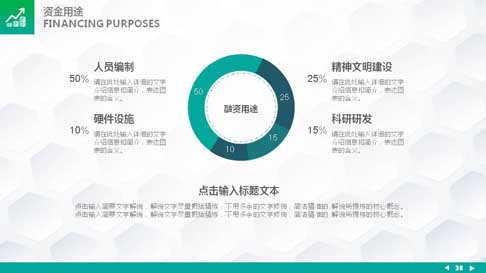 资金用途
FINANCING PURPOSES
人员编制
50%
请在此处输入详细的文字
介绍信息和简介，表达图
表的含义。
硬件设施
10%
请在此处输入详细的文字
介绍信息和简介，表达图
表的含义。
50
25
15
10
融资用途
精神文明建设
25%
请在此处输入详细的文字
介绍信息和简介，表达图
表的含义。
科研研发
15%
请在此处输入详细的文字
介绍信息和简介，表达图
表的含义。
点击输入标题文本
点击输入简要文字解说，解说文字尽量概括精炼，不用多余的文字修饰，简洁精准的 解说所提炼的核心概念。
点击输入简要文字解说，解说文字尽量概括精炼，不用多余的文字修饰，简洁精准的 解说所提炼的核心概念。
38